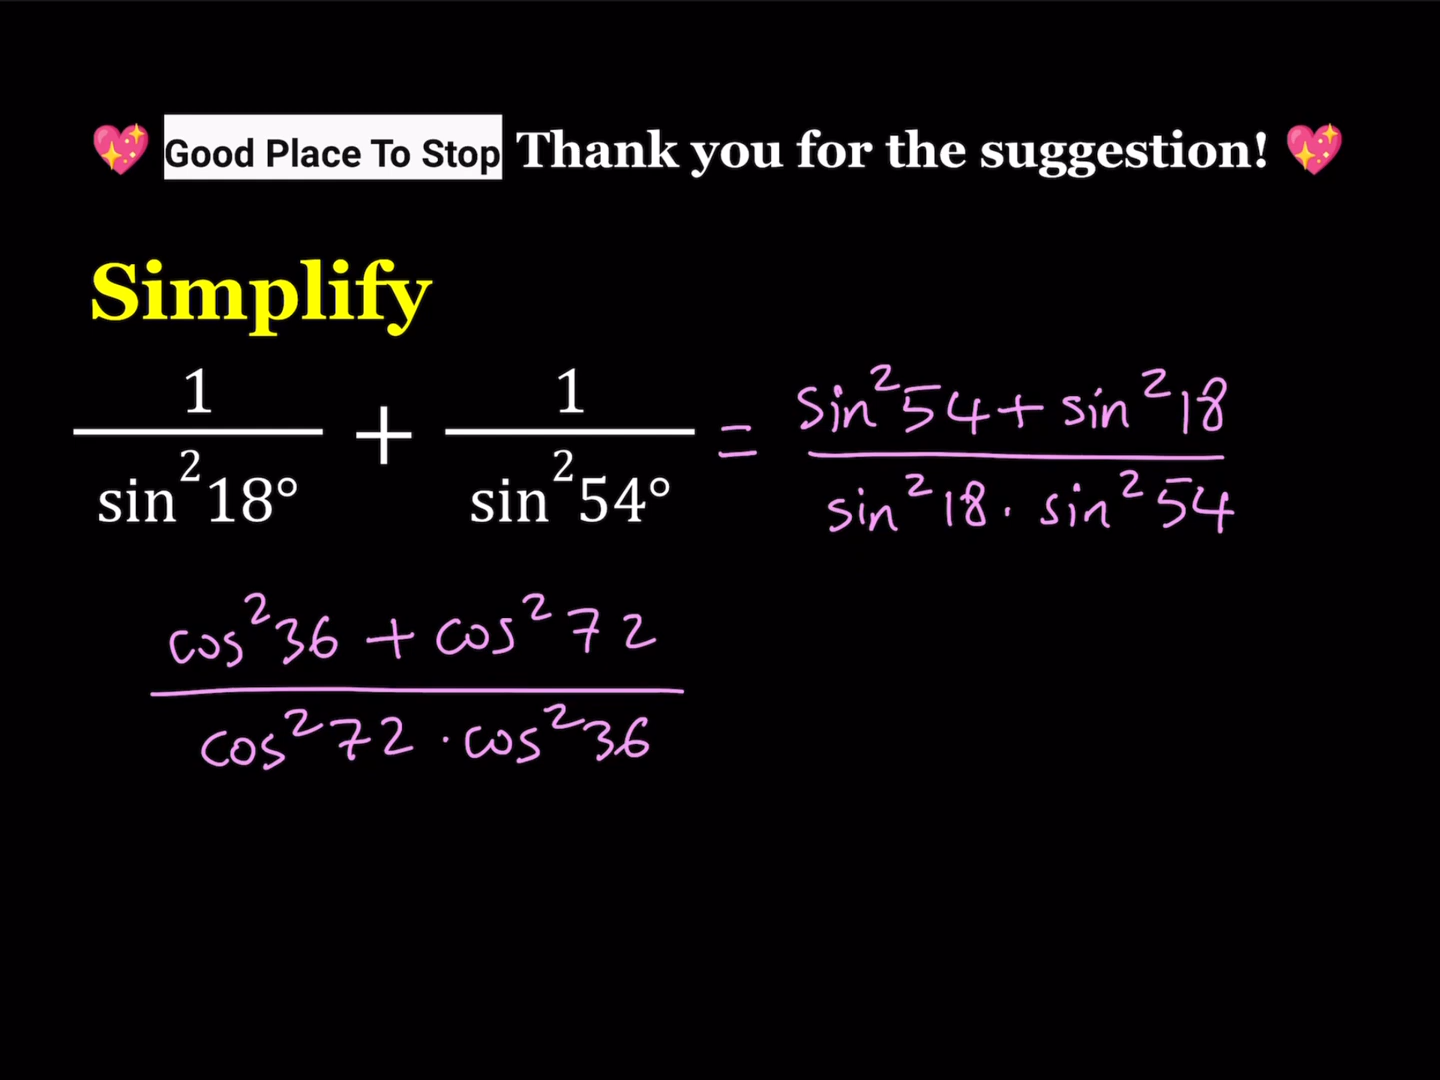 💖 Good Place To Stop Thank you for the suggestion! 💖
Simplify
1/sin²18° + 1/sin²54° = (sin²54 + sin²18)/(sin²18 · sin²54)
(cos²36 + cos²72)/(cos²72 · cos²36)